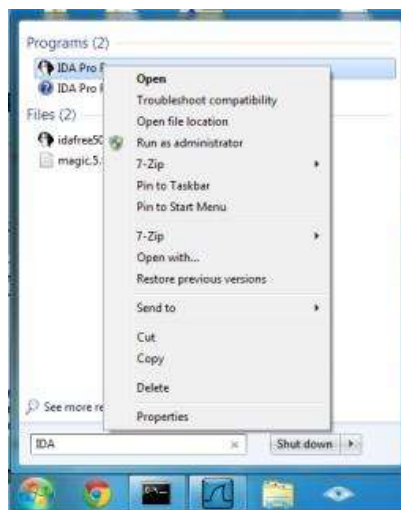 Programs (2)
IDA Pro F
IDA Pro
Files (2)
idafree50
magic.5.
Open
Troubleshoot compatibility
Open file location
Run as administrator
7-Zip
Pin to Taskbar
Pin to Start Menu
7-Zip
Open with...
Restore previous versions
Send to
Cut
Copy
Delete
Properties
See more re
IDA
Shut down